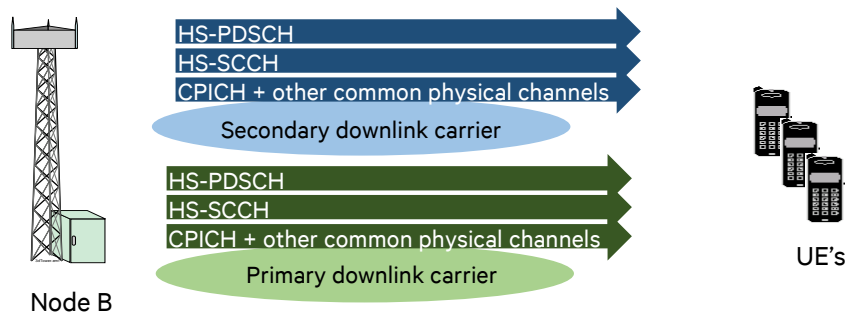 HS-PDSCH
HS-SCCH
CPICH + other common physical channels
Secondary downlink carrier
HS-PDSCH
HS-SCCH
CPICH + other common physical channels
Primary downlink carrier
Node B
UE's